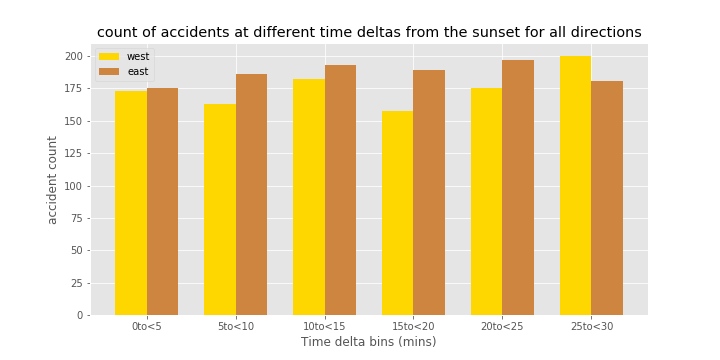 count of accidents at different time deltas from the sunset for all directions
west
east
accident count
200
175
150
125
100
75
50
25
0
0to<5
5to<10
10to<15
15to<20
20to<25
25to<30
Time delta bins (mins)